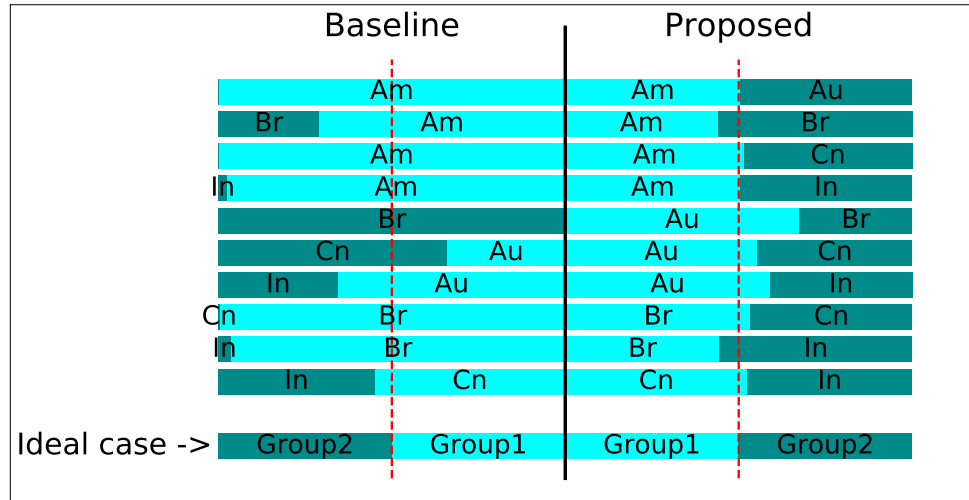 Baseline Proposed
Am Am Au
Br Am Am Br
Am Am Cn
In Am Am In
Br Au Br
Cn Au Au Cn
In Au Au In
Cn Br Br Cn
In Br Br In
In Cn Cn In
Ideal case -> Group2 Group1 Group1 Group2